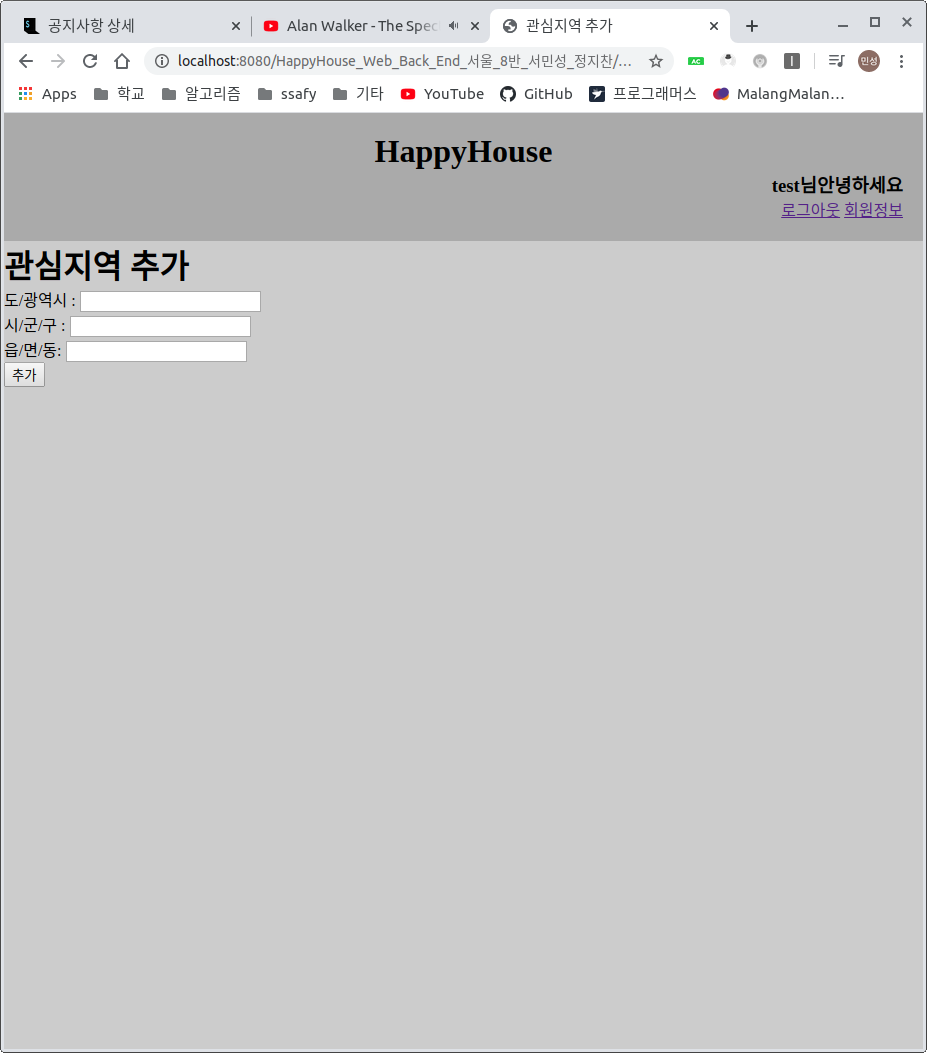 공지사항 상세
Alan Walker - The Spec
관심지역 추가
localhost:8080/HappyHouse_Web_Back_End_서울_8반_서민성_정지찬/...
AC
민성
Apps 학교 알고리즘 ssafy 기타 YouTube GitHub 프로그래머스 MalangMalan...
HappyHouse
test님안녕하세요
로그아웃 회원정보
관심지역 추가
도/광역시 :
시/군/구 :
읍/면/동:
추가